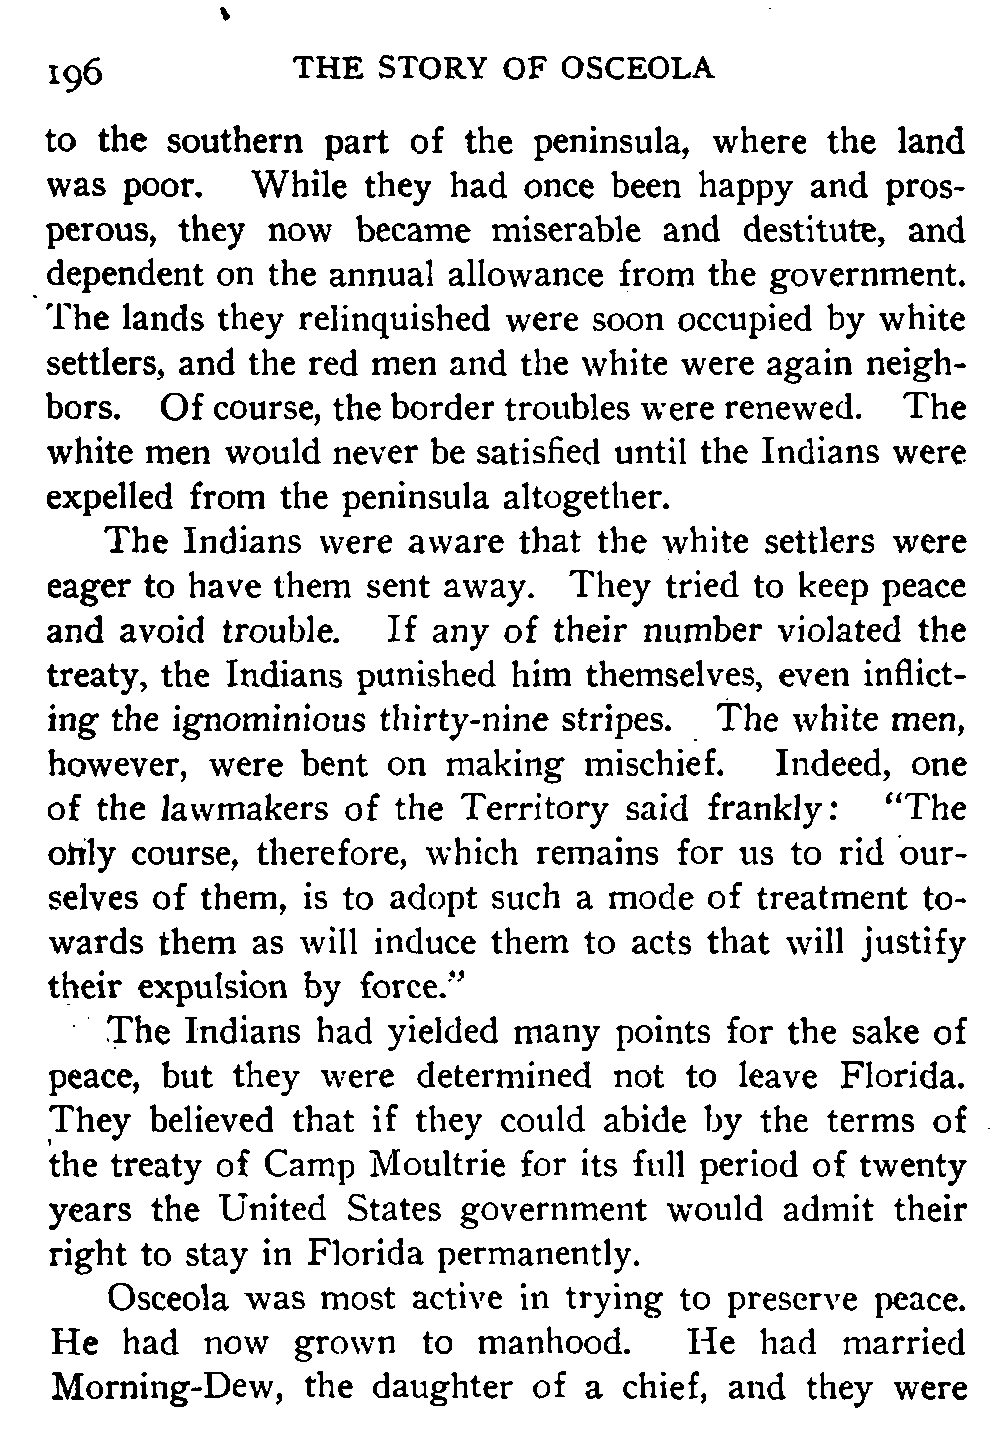 196 THE STORY OF OSCEOLA
to the southern part of the peninsula, where the land
was poor. While they had once been happy and pros-
perous, they now became miserable and destitute, and
dependent on the annual allowance from the government.
The lands they relinquished were soon occupied by white
settlers, and the red men and the white were again neigh-
bors. Of course, the border troubles were renewed. The
white men would never be satisfied until the Indians were
expelled from the peninsula altogether.
The Indians were aware that the white settlers were
eager to have them sent away. They tried to keep peace
and avoid trouble. If any of their number violated the
treaty, the Indians punished him themselves, even inflict-
ing the ignominious thirty-nine stripes. The white men,
however, were bent on making mischief. Indeed, one
of the lawmakers of the Territory said frankly: "The
only course, therefore, which remains for us to rid our-
selves of them, is to adopt such a mode of treatment to-
wards them as will induce them to acts that will justify
their expulsion by force."
The Indians had yielded many points for the sake of
peace, but they were determined not to leave Florida.
They believed that if they could abide by the terms of
the treaty of Camp Moultrie for its full period of twenty
years the United States government would admit their
right to stay in Florida permanently.
Osceola was most active in trying to preserve peace.
He had now grown to manhood. He had married
Morning-Dew, the daughter of a chief, and they were